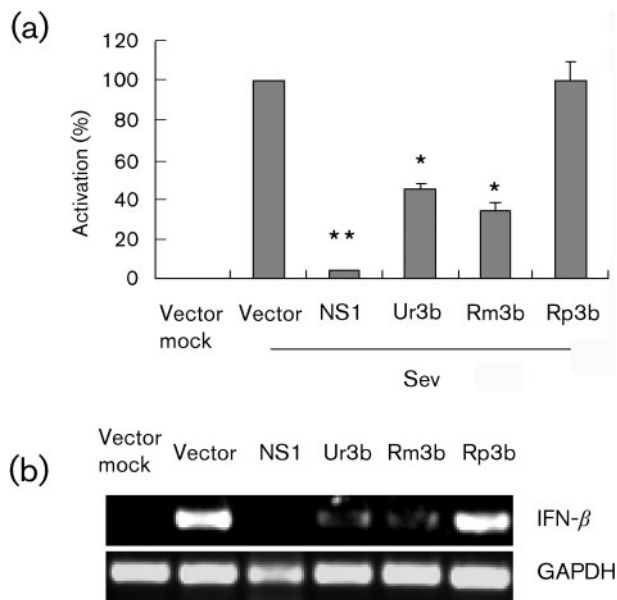 (a)
120
100
80
60
40
20
0
Activation (%)
*
*
**
Vector mock
Vector
NS1
Ur3b
Rm3b
Rp3b
Sev
(b)
Vector mock
Vector
NS1
Ur3b
Rm3b
Rp3b
IFN-β
GAPDH